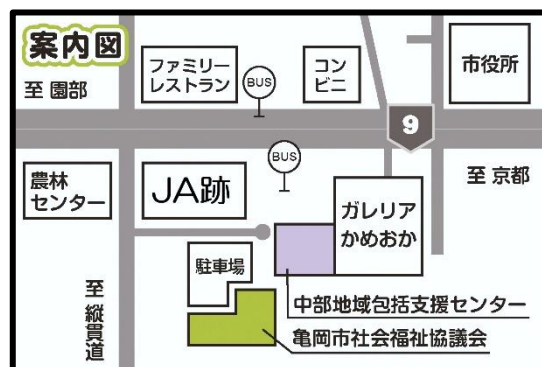 案内図
至 園部
ファミリー
レストラン
BUS
コン
ビニ
市役所
9
BUS
至 京都
農林
センター
JA跡
ガレリア
かめおか
駐車場
至 縦貫道
中部地域包括支援センター
亀岡市社会福祉協議会